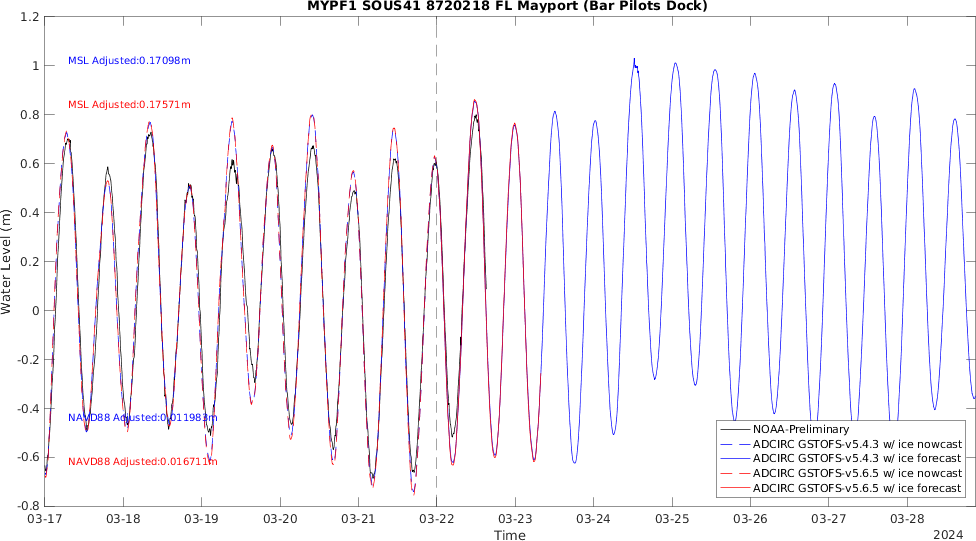 MYPF1 SOUS41 8720218 FL Mayport (Bar Pilots Dock)
Water Level (m)
1.2
1
0.8
0.6
0.4
0.2
0
-0.2
-0.4
-0.6
-0.8
MSL Adjusted:0.17098m
MSL Adjusted:0.17571m
NAVD88 Adjusted:0.011983m
NAVD88 Adjusted:0.016711m
NOAA-Preliminary
ADCIRC GSTOFS-v5.4.3 w/ ice nowcast
ADCIRC GSTOFS-v5.4.3 w/ ice forecast
ADCIRC GSTOFS-v5.6.5 w/ ice nowcast
ADCIRC GSTOFS-v5.6.5 w/ ice forecast
03-17 03-18 03-19 03-20 03-21 03-22 03-23 03-24 03-25 03-26 03-27 03-28
Time
2024